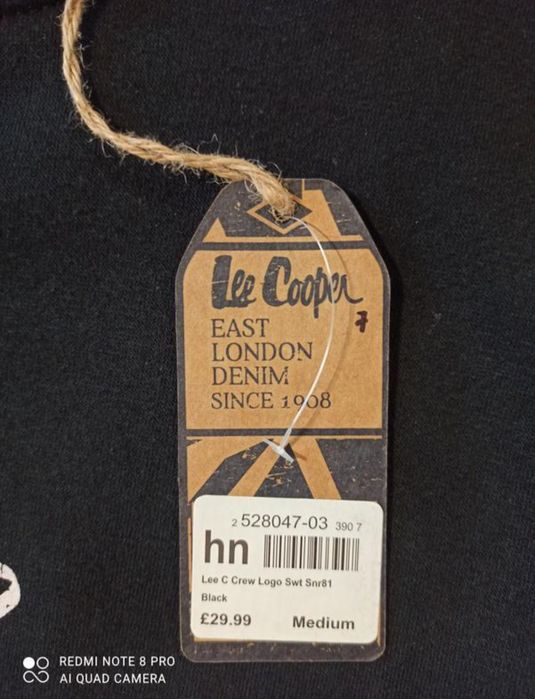 Lee Cooper
7
EAST
LONDON
DENIM
SINCE 1908
2 528047-03 390 7
hn
Lee C Crew Logo Swt Snr81
Black
£29.99 Medium
REDMI NOTE 8 PRO
AI QUAD CAMERA